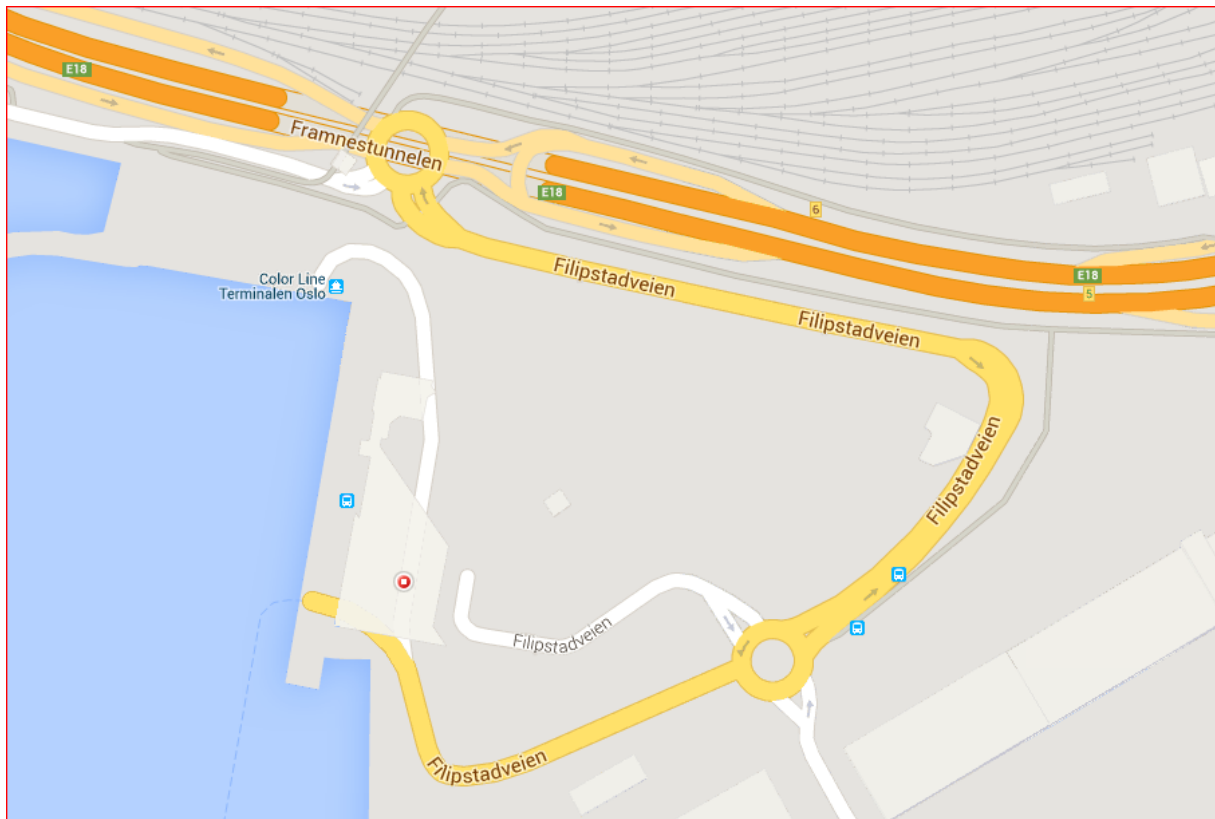 E18
Framnestunnelen
E18
6
E18
5
Filipstadveien
Filipstadveien
Color Line
Terminalen Oslo
Filipstadveien
Filipstadveien
Filipstadveien